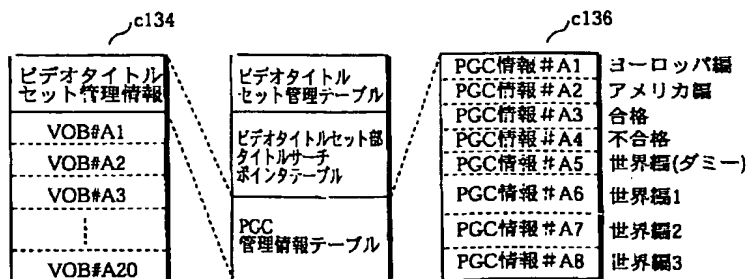 c134
c136
ビデオタイトル
セット管理情報
VOB#A1
VOB#A2
VOB#A3
VOB#A20
ビデオタイトル
セット管理テーブル
ビデオタイトルセット部
タイトルサーチ
ポインタテーブル
PGC
管理情報テーブル
PGC情報#A1 ヨーロッパ編
PGC情報#A2 アメリカ編
PGC情報#A3 合格
PGC情報#A4 不合格
PGC情報#A5 世界編(ダミー)
PGC情報#A6 世界編1
PGC情報#A7 世界編2
PGC情報#A8 世界編3